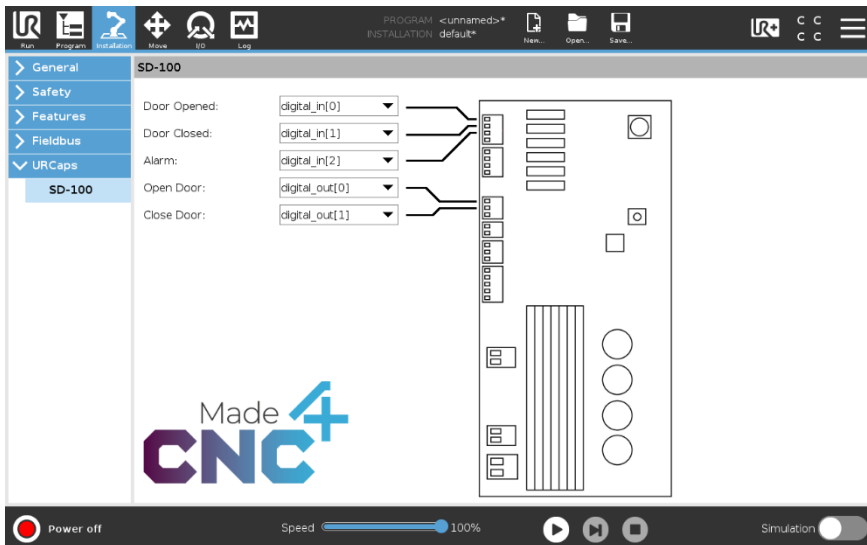 PROGRAM <unnamed>*
INSTALLATION default*
Run Program Installation Move I/O Log New... Open... Save...
UR+ C C
C C
General
SD-100
Safety
Features
Fieldbus
URCaps
SD-100
Door Opened: digital_in[0]
Door Closed: digital_in[1]
Alarm: digital_in[2]
Open Door: digital_out[0]
Close Door: digital_out[1]
Made 4
CNC
Power off Speed 100% Simulation